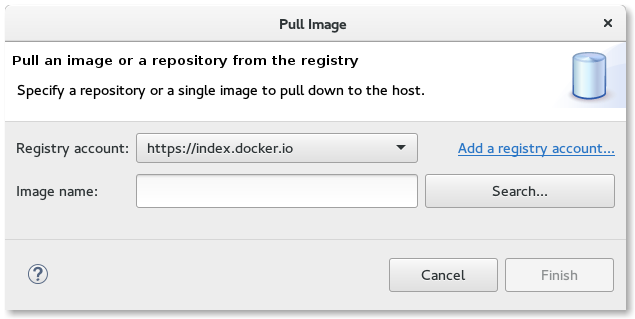 Pull Image
Pull an image or a repository from the registry
Specify a repository or a single image to pull down to the host.
Registry account: https://index.docker.io Add a registry account...
Image name: Search...
? Cancel Finish